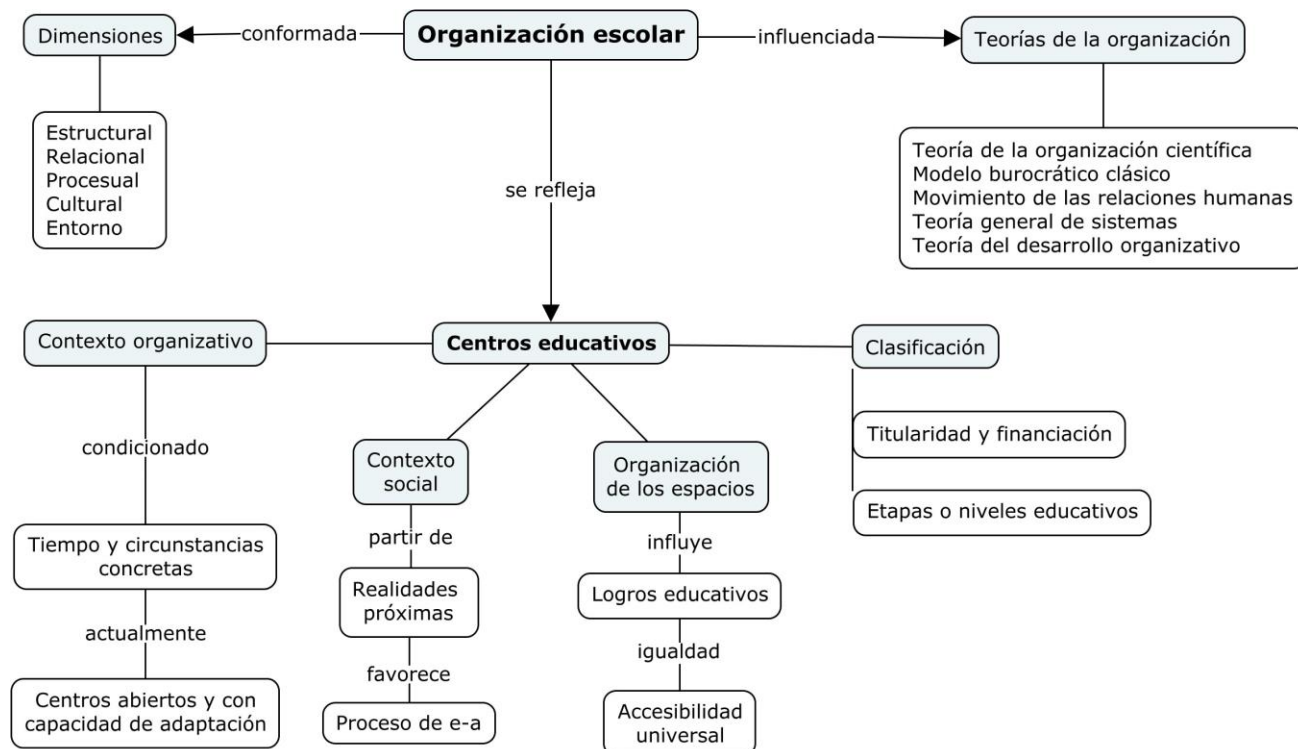 Dimensiones
conformada
Organización escolar
influenciada
Teorías de la organización
Estructural
Relacional
Procesual
Cultural
Entorno
Teoría de la organización científica
Modelo burocrático clásico
Movimiento de las relaciones humanas
Teoría general de sistemas
Teoría del desarrollo organizativo
se refleja
Contexto organizativo
Centros educativos
Clasificación
condicionado
Tiempo y circunstancias
concretas
actualmente
Centros abiertos y con
capacidad de adaptación
Contexto
social
partir de
Realidades
próximas
favorece
Proceso de e-a
Organización
de los espacios
influye
Logros educativos
igualdad
Accesibilidad
universal
Titularidad y financiación
Etapas o niveles educativos